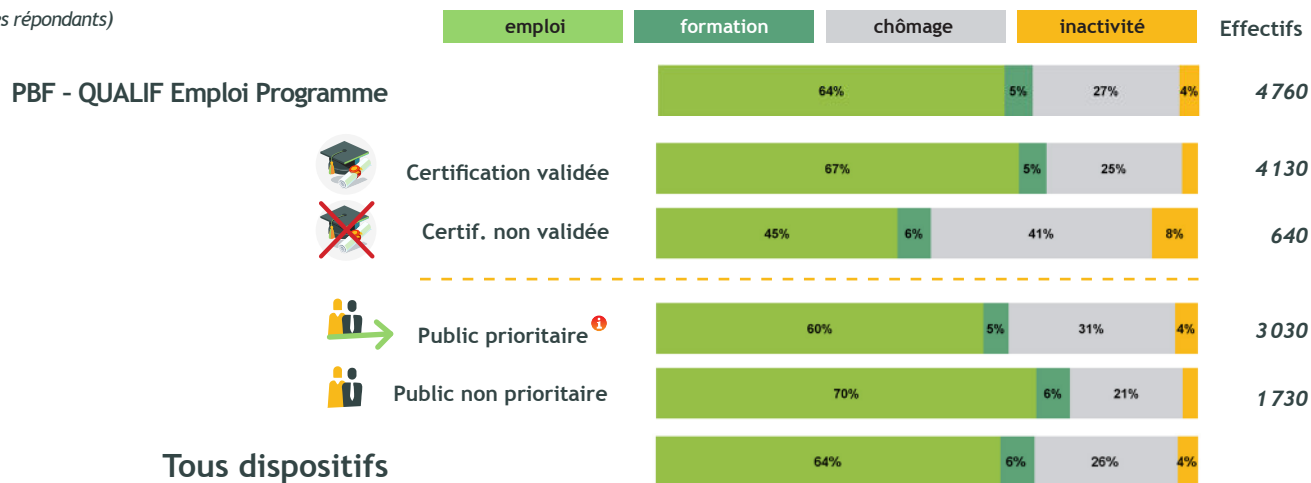 s répondants)
emploi formation chômage inactivité Effectifs
PBF - QUALIF Emploi Programme 64% 5% 27% 4% 4 760
Certification validée 67% 5% 25% 4 130
Certif. non validée 45% 6% 41% 8% 640
Public prioritaire i 60% 5% 31% 4% 3 030
Public non prioritaire 70% 6% 21% 1 730
Tous dispositifs 64% 6% 26% 4%